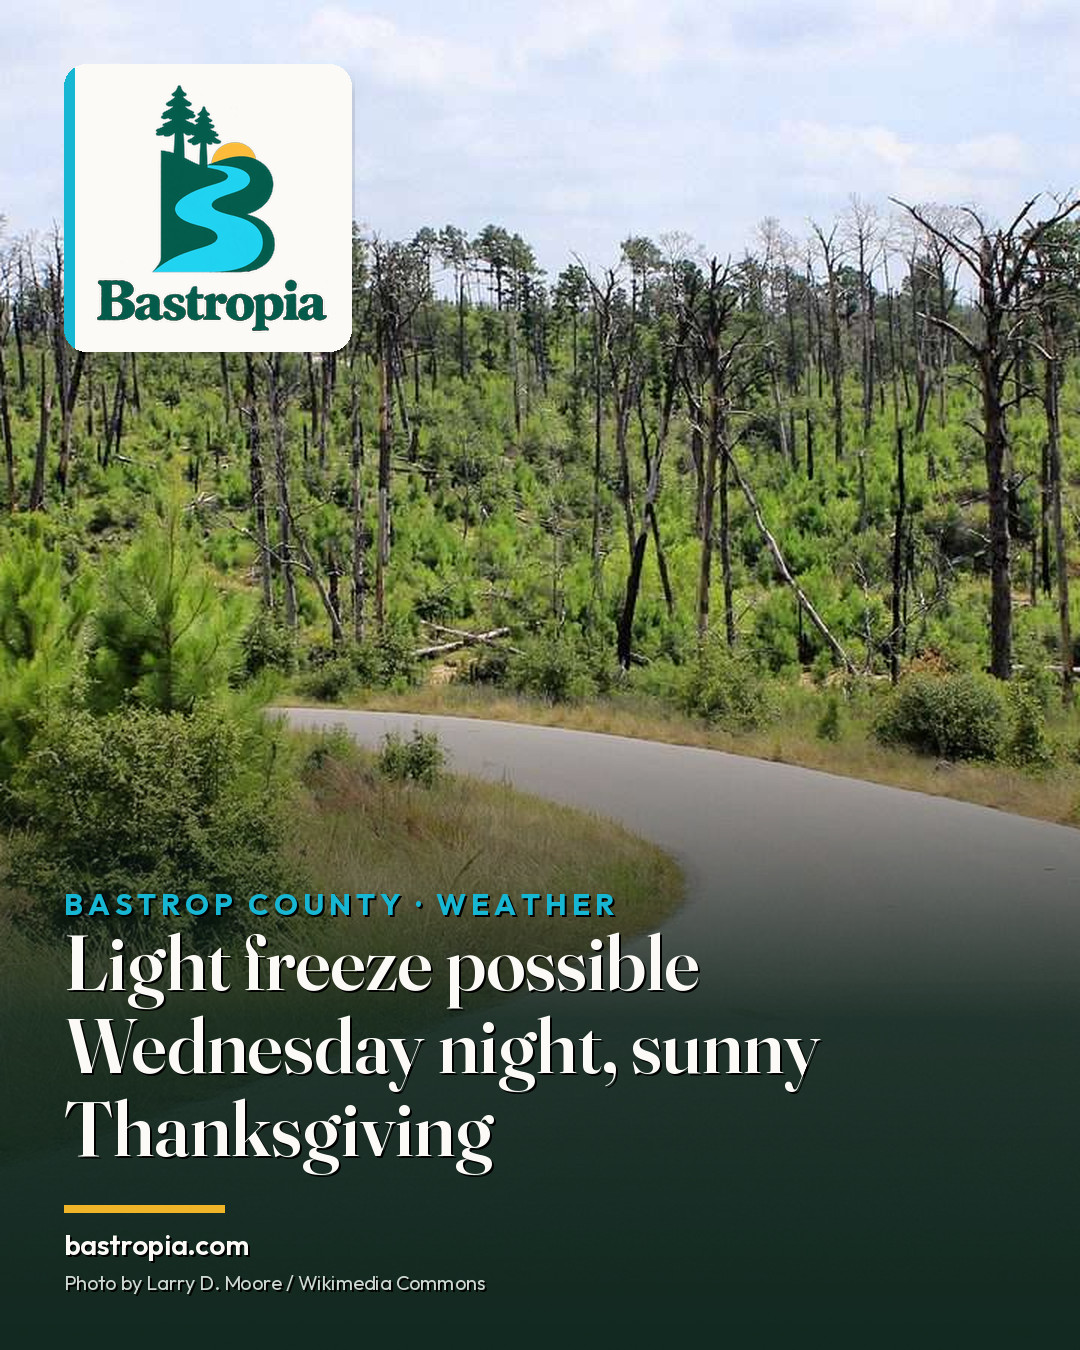 Bastropia
BASTROP COUNTY · WEATHER
Light freeze possible
Wednesday night, sunny
Thanksgiving
bastropia.com
Photo by Larry D. Moore / Wikimedia Commons